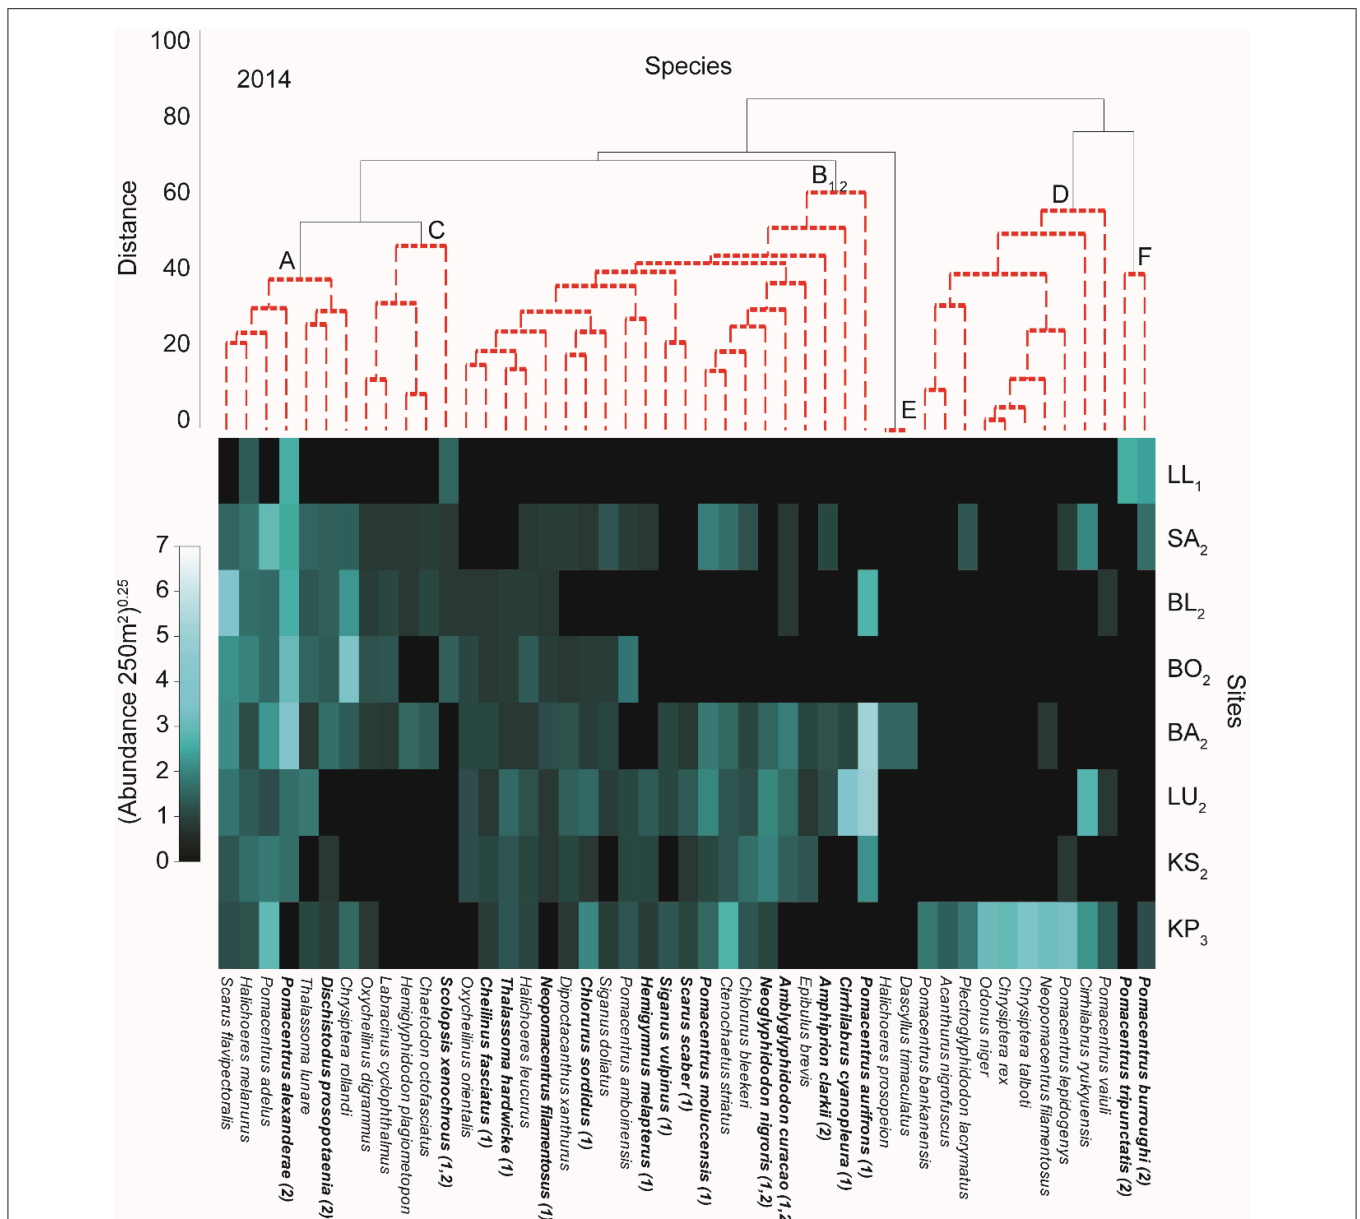 Species
2014
Distance
100
80
60
40
20
0
A
C
B1,2
D
F
E
(Abundance 250m2)0.25
7
6
5
4
3
2
1
0
LL1
SA2
BL2
BO2
BA2
LU2
KS2
KP3
Sites
Scarus flavipectoralis
Halichoeres melanurus
Pomacentrus adelus
Pomacentrus alexanderae (2)
Thalassoma lunare
Dischistodus prosopotaenia (2)
Chrysiptera rollandi
Oxycheilinus digrammus
Labracinus cyclophthalmus
Hemiglyphidodon plagiometopon
Chaetodon octofasciatus
Scolopsis xenochrous (1,2)
Oxycheilinus orientalis
Cheilinus fasciatus (1)
Thalassoma hardwicke (1)
Halichoeres leucurus
Neopomacentrus filamentosus (1)
Diproctacanthus xanthurus
Chlorurus sordidus (1)
Siganus doliatus
Pomacentrus amboinensis
Hemigymnus melapterus (1)
Siganus vulpinus (1)
Scarus scaber (1)
Pomacentrus moluccensis (1)
Ctenochaetus striatus
Chlorurus bleekeri
Neoglyphidodon nigroris (1,2)
Amblyglyphidodon curacao (1,2
Epibulus brevis
Amphiprion clarkii (2)
Cirrhilabrus cyanopleura (1)
Pomacentrus aurifrons (1)
Halichoeres prosopeion
Dascyllus trimaculatus
Pomacentrus bankanensis
Acanthurus nigrofuscus
Plectroglyphidodon lacrymatus
Odonus niger
Chrysiptera rex
Chrysiptera talboti
Neopomacentrus filamentosus
Pomacentrus lepidogenys
Cirrhilabrus ryukyuensis
Pomacentrus vaiuli
Pomacentrus tripunctatis (2)
Pomacentrus burroughi (2)